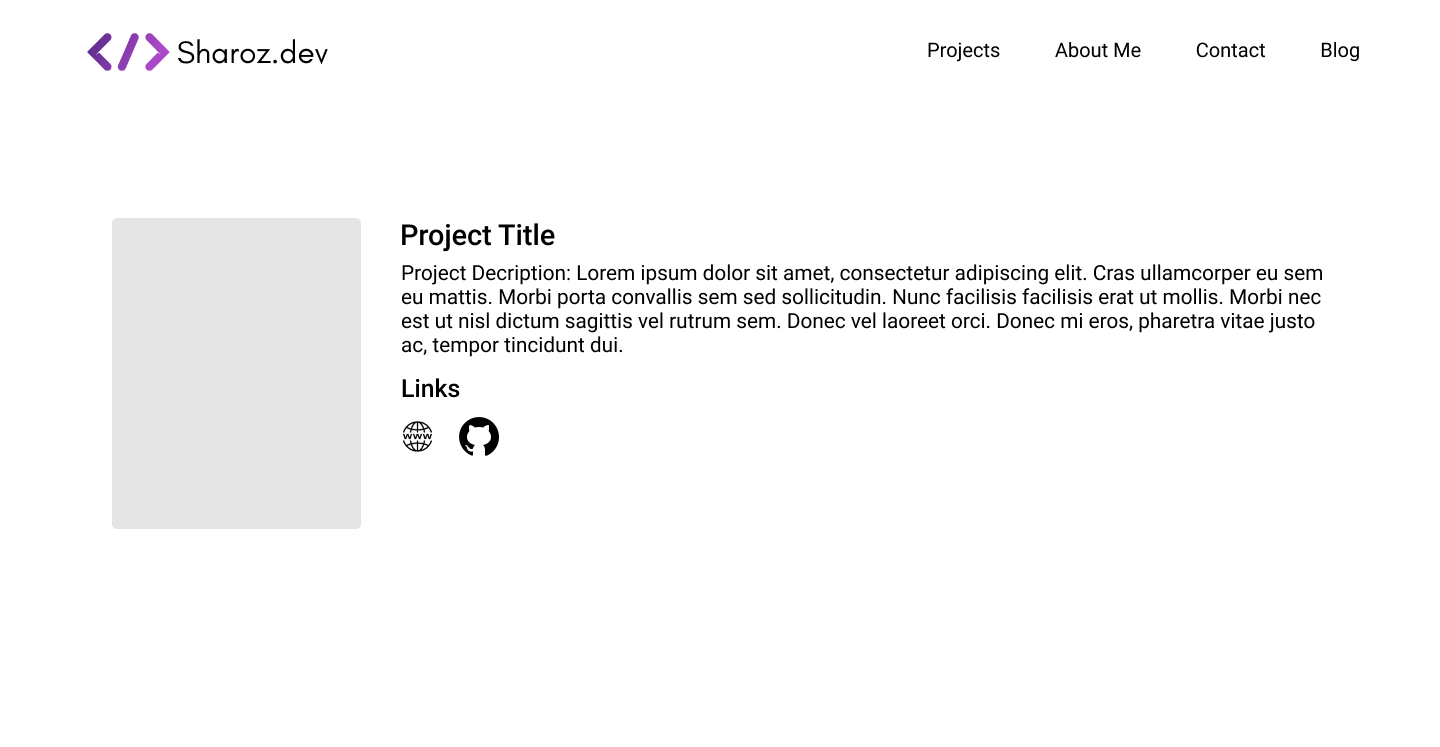 </> Sharoz.dev
Projects About Me Contact Blog
Project Title
Project Decription: Lorem ipsum dolor sit amet, consectetur adipiscing elit. Cras ullamcorper eu sem
eu mattis. Morbi porta convallis sem sed sollicitudin. Nunc facilisis facilisis erat ut mollis. Morbi nec
est ut nisl dictum sagittis vel rutrum sem. Donec vel laoreet orci. Donec mi eros, pharetra vitae justo
ac, tempor tincidunt dui.
Links
www